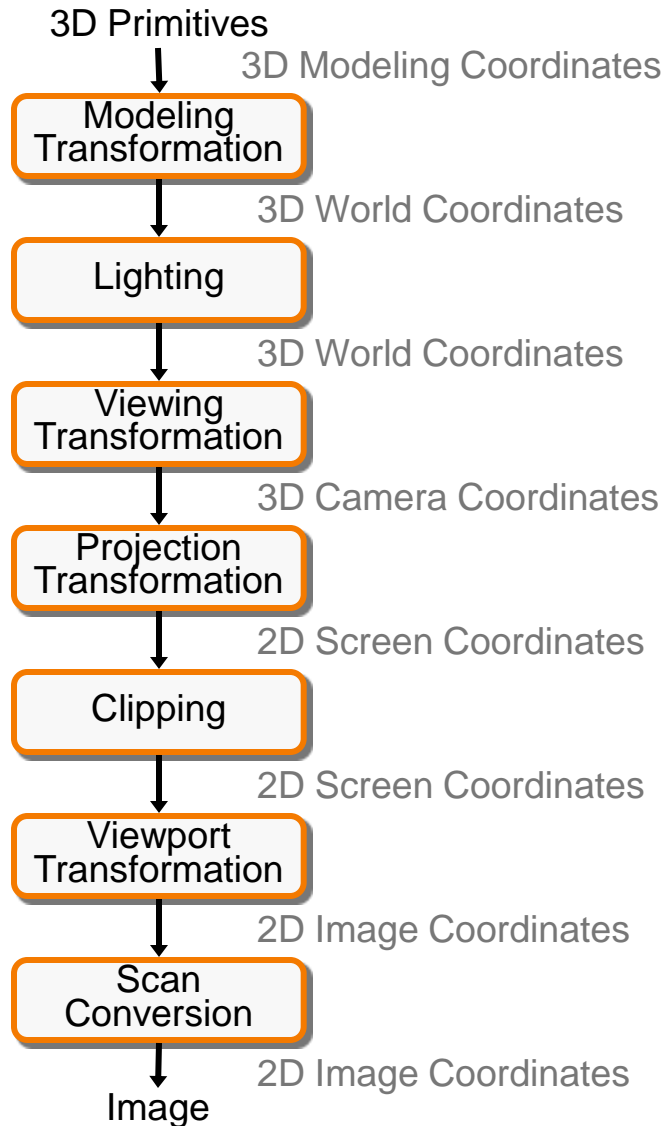 3D Primitives
3D Modeling Coordinates
Modeling
Transformation
3D World Coordinates
Lighting
3D World Coordinates
Viewing
Transformation
3D Camera Coordinates
Projection
Transformation
2D Screen Coordinates
Clipping
2D Screen Coordinates
Viewport
Transformation
2D Image Coordinates
Scan
Conversion
2D Image Coordinates
Image